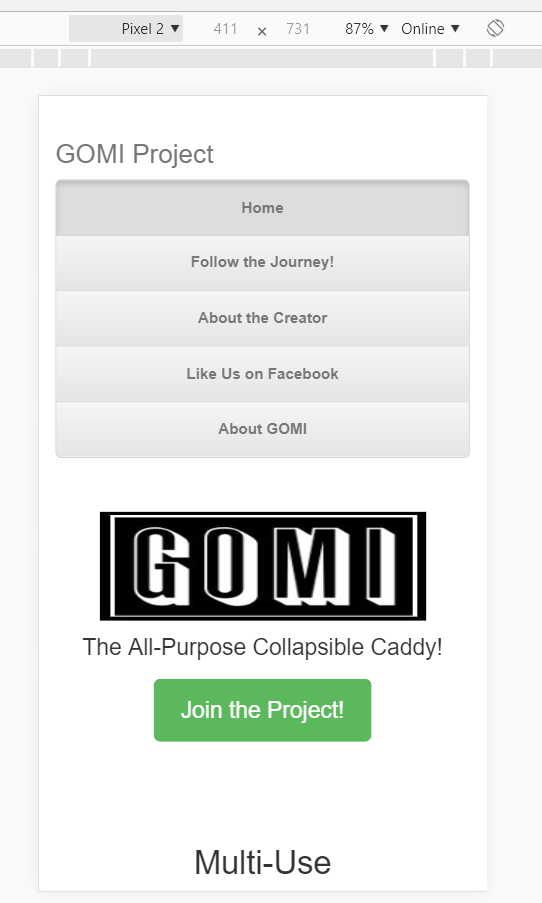 Pixel 2 ▼ 411 × 731 87% ▼ Online ▼
GOMI Project
Home
Follow the Journey!
About the Creator
Like Us on Facebook
About GOMI
GOMI
The All-Purpose Collapsible Caddy!
Join the Project!
Multi-Use